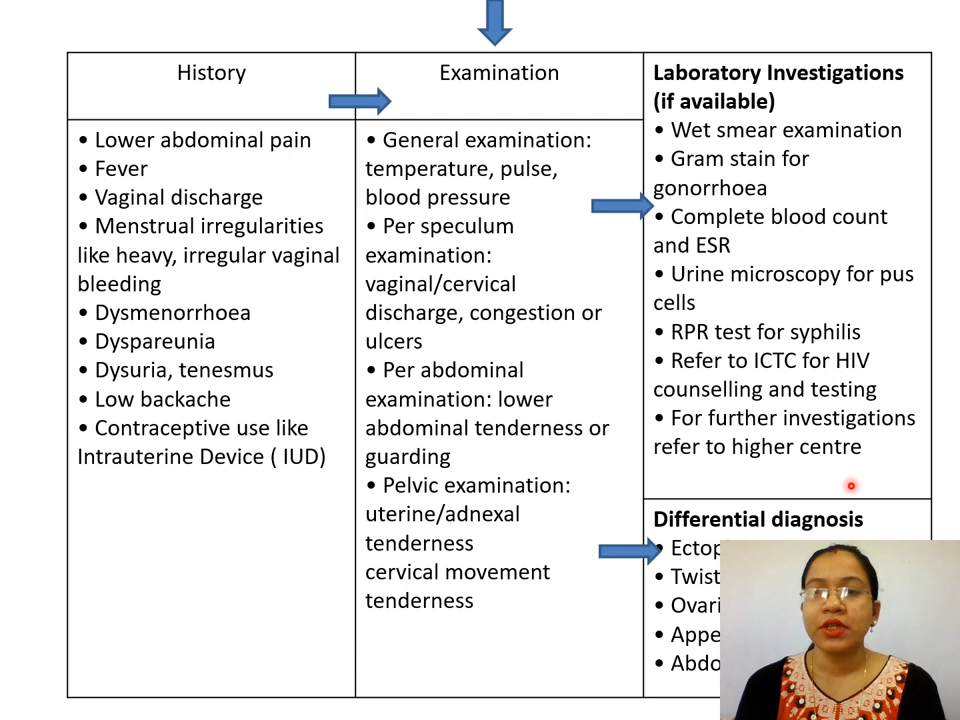 History
• Lower abdominal pain
• Fever
• Vaginal discharge
• Menstrual irregularities
like heavy, irregular vaginal
bleeding
• Dysmenorrhoea
• Dyspareunia
• Dysuria, tenesmus
• Low backache
• Contraceptive use like
Intrauterine Device ( IUD)
Examination
• General examination:
temperature, pulse,
blood pressure
• Per speculum
examination:
vaginal/cervical
discharge, congestion or
ulcers
• Per abdominal
examination: lower
abdominal tenderness or
guarding
• Pelvic examination:
uterine/adnexal
tenderness
cervical movement
tenderness
Laboratory Investigations
(if available)
• Wet smear examination
• Gram stain for
gonorrhoea
• Complete blood count
and ESR
• Urine microscopy for pus
cells
• RPR test for syphilis
• Refer to ICTC for HIV
counselling and testing
• For further investigations
refer to higher centre
Differential diagnosis